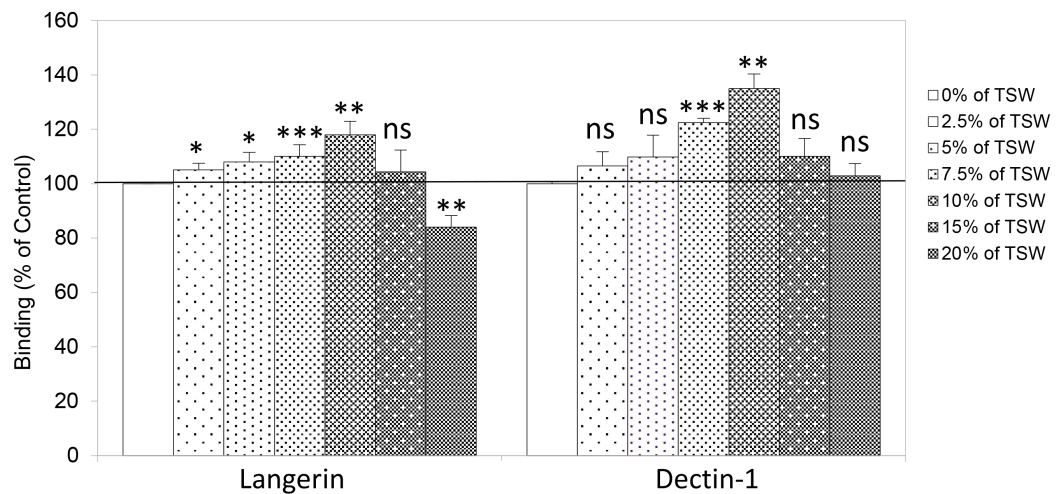 160
140
120
100
80
60
40
20
0
Binding (% of Control)
* * *** ** ns **
ns ns *** ** ns ns
Langerin Dectin-1
0% of TSW
2.5% of TSW
5% of TSW
7.5% of TSW
10% of TSW
15% of TSW
20% of TSW